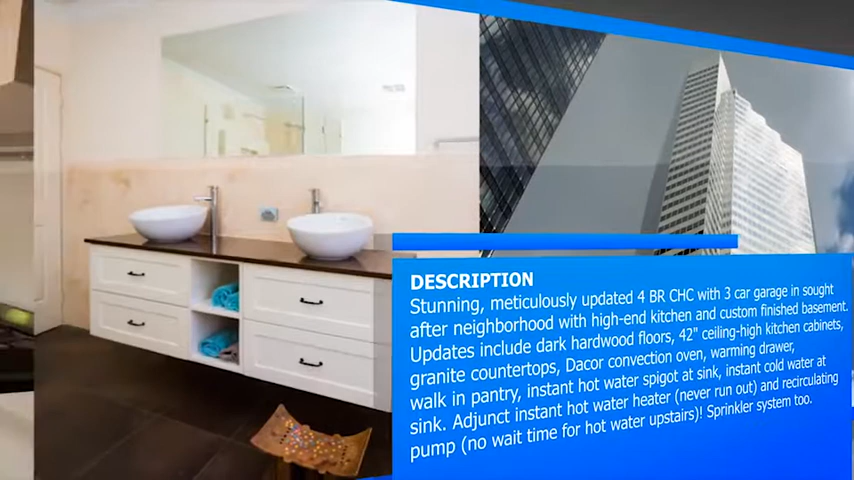 DESCRIPTION
Stunning, meticulously updated 4 BR CHC with 3 car garage in sought
after neighborhood with high-end kitchen and custom finished basement.
Updates include dark hardwood floors, 42" ceiling-high kitchen cabinets,
granite countertops, Dacor convection oven, warming drawer,
walk in pantry, instant hot water spigot at sink, instant cold water at
sink. Adjunct instant hot water heater (never run out) and recirculating
pump (no wait time for hot water upstairs)! Sprinkler system too.